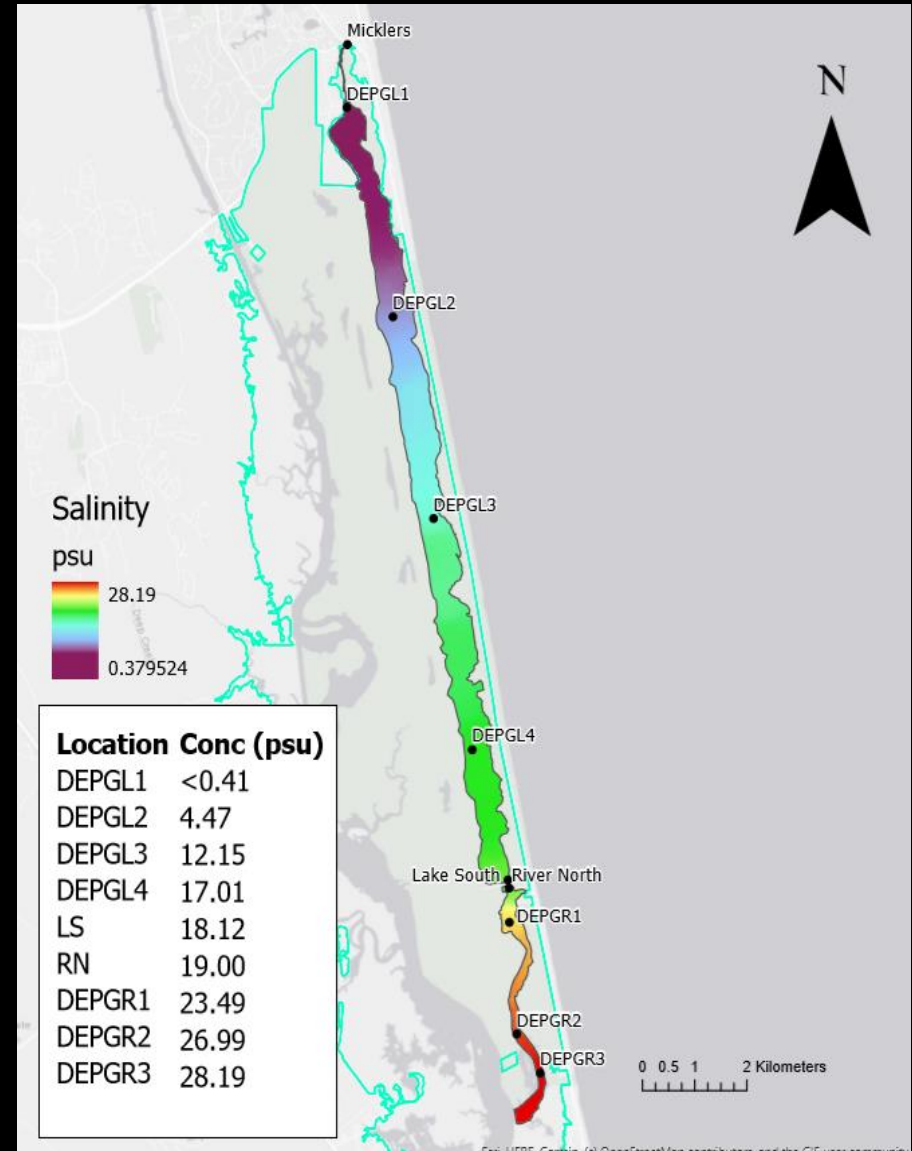 Micklers
N
DEPGL1
DEPGL2
DEPGL3
Salinity
psu
28.19
0.379524
DEPGL4
Location Conc (psu)
DEPGL1 <0.41
DEPGL2 4.47
DEPGL3 12.15
DEPGL4 17.01
LS 18.12
RN 19.00
DEPGR1 23.49
DEPGR2 26.99
DEPGR3 28.19
Lake South River North
DEPGR1
DEPGR2
DEPGR3
0 0.5 1 2 Kilometers